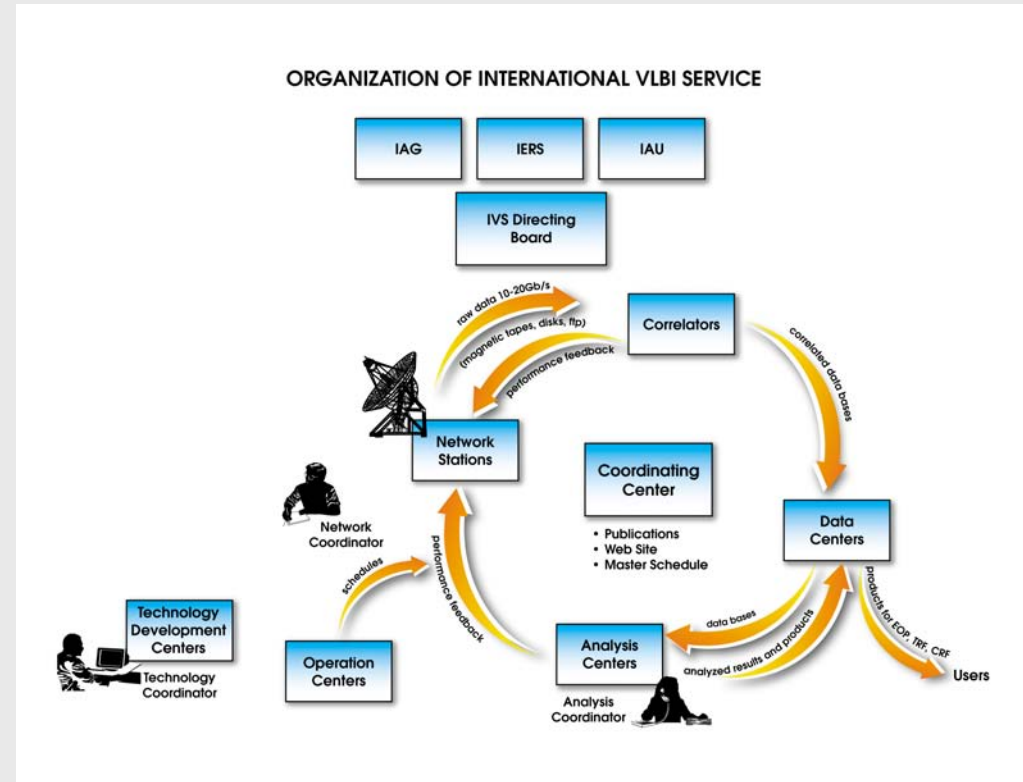 ORGANIZATION OF INTERNATIONAL VLBI SERVICE
IAG
IERS
IAU
IVS Directing
Board
raw data 10-20Gb/s
(magnetic tapes, disks, ftp)
performance feedback
Correlators
correlated data bases
Network
Stations
Coordinating
Center
• Publications
• Web Site
• Master Schedule
Network
Coordinator
Data
Centers
schedules
performance feedback
data bases
analyzed results and products
products for EOP, TRF, CRF
Users
Technology
Development
Centers
Technology
Coordinator
Operation
Centers
Analysis
Centers
Analysis
Coordinator